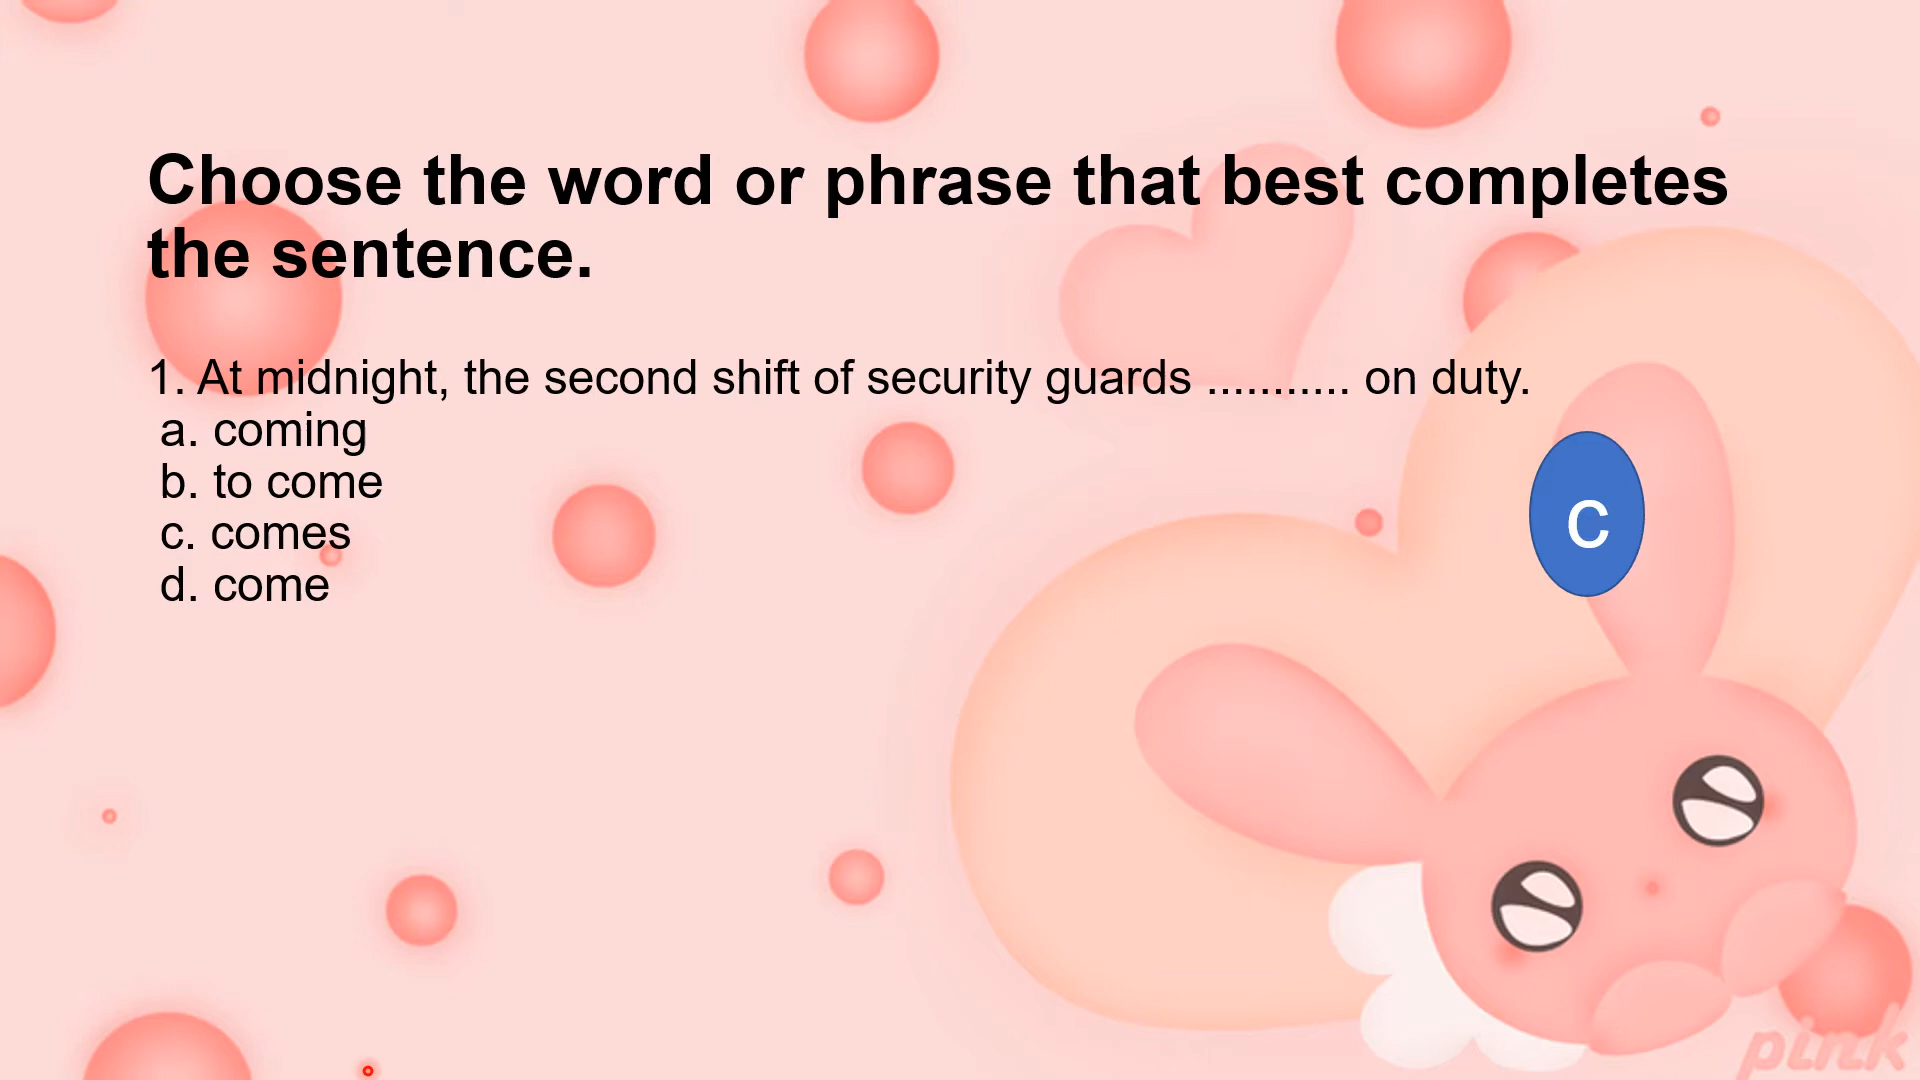 Choose the word or phrase that best completes
the sentence.
1. At midnight, the second shift of security guards ........... on duty.
a. coming
b. to come
c. comes
d. come
c
pink